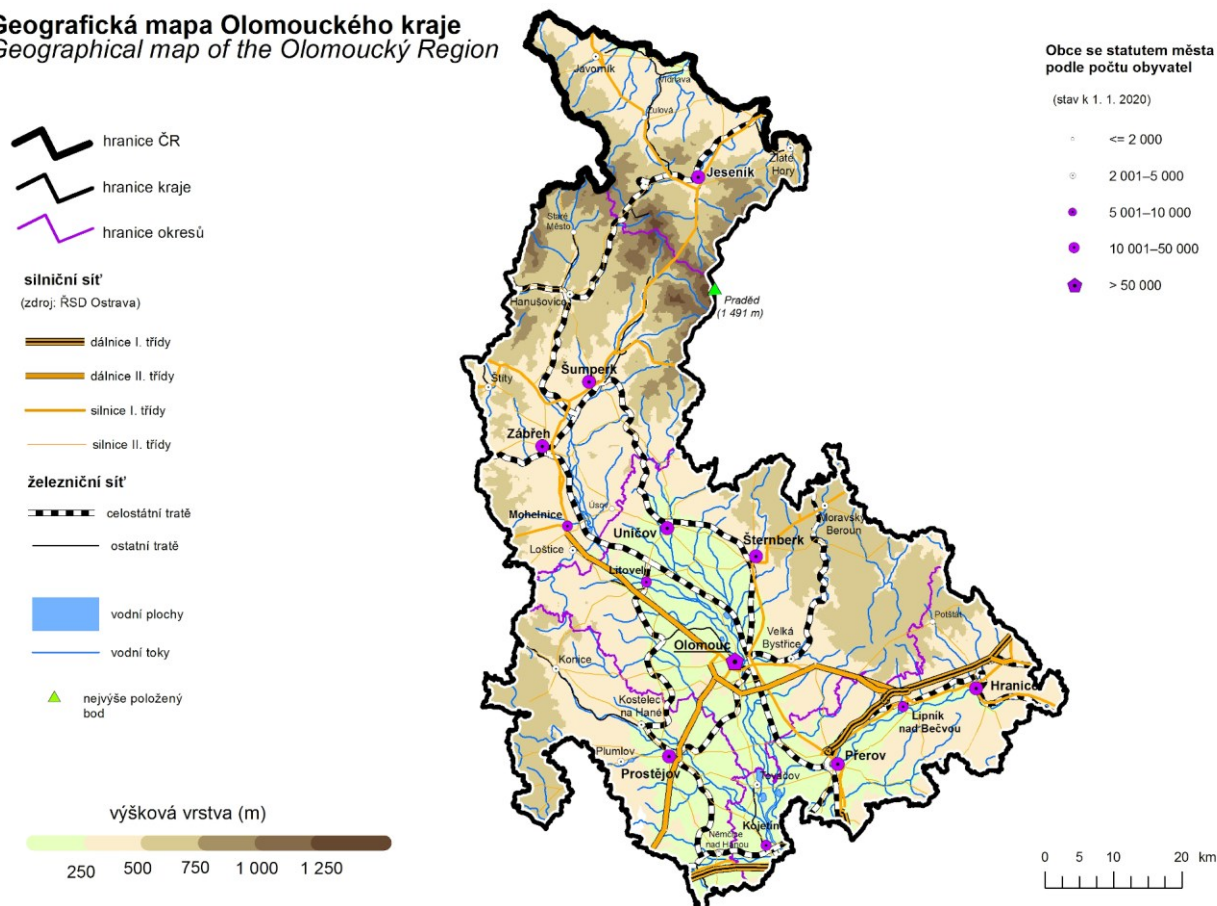 Geografická mapa Olomouckého kraje
Geographical map of the Olomoucký Region
hranice ČR
hranice kraje
hranice okresů
silniční síť
(zdroj: ŘSD Ostrava)
dálnice I. třídy
dálnice II. třídy
silnice I. třídy
silnice II. třídy
železniční síť
celostátní tratě
ostatní tratě
vodní plochy
vodní toky
nejvýše položený
bod
výšková vrstva (m)
250 500 750 1 000 1 250
Obce se statutem města
podle počtu obyvatel
(stav k 1. 1. 2020)
<= 2 000
2 001–5 000
5 001–10 000
10 001–50 000
> 50 000
Javorník
Vidnava
Žulová
Zlaté
Hory
Jeseník
Staré
Město
Hanušovice
Praděd
(1 491 m)
Šumperk
Štíty
Zábřeh
Úsov
Mohelnice
Uničov
Moravský
Beroun
Šternberk
Loštice
Litovel
Potštát
Velká
Bystřice
Olomouc
Konice
Hranice
Kostelec
na Hané
Lipník
nad Bečvou
Plumlov
Přerov
Prostějov
Tovačov
Kojetín
Němčice
nad Hanou
0 5 10 20 km